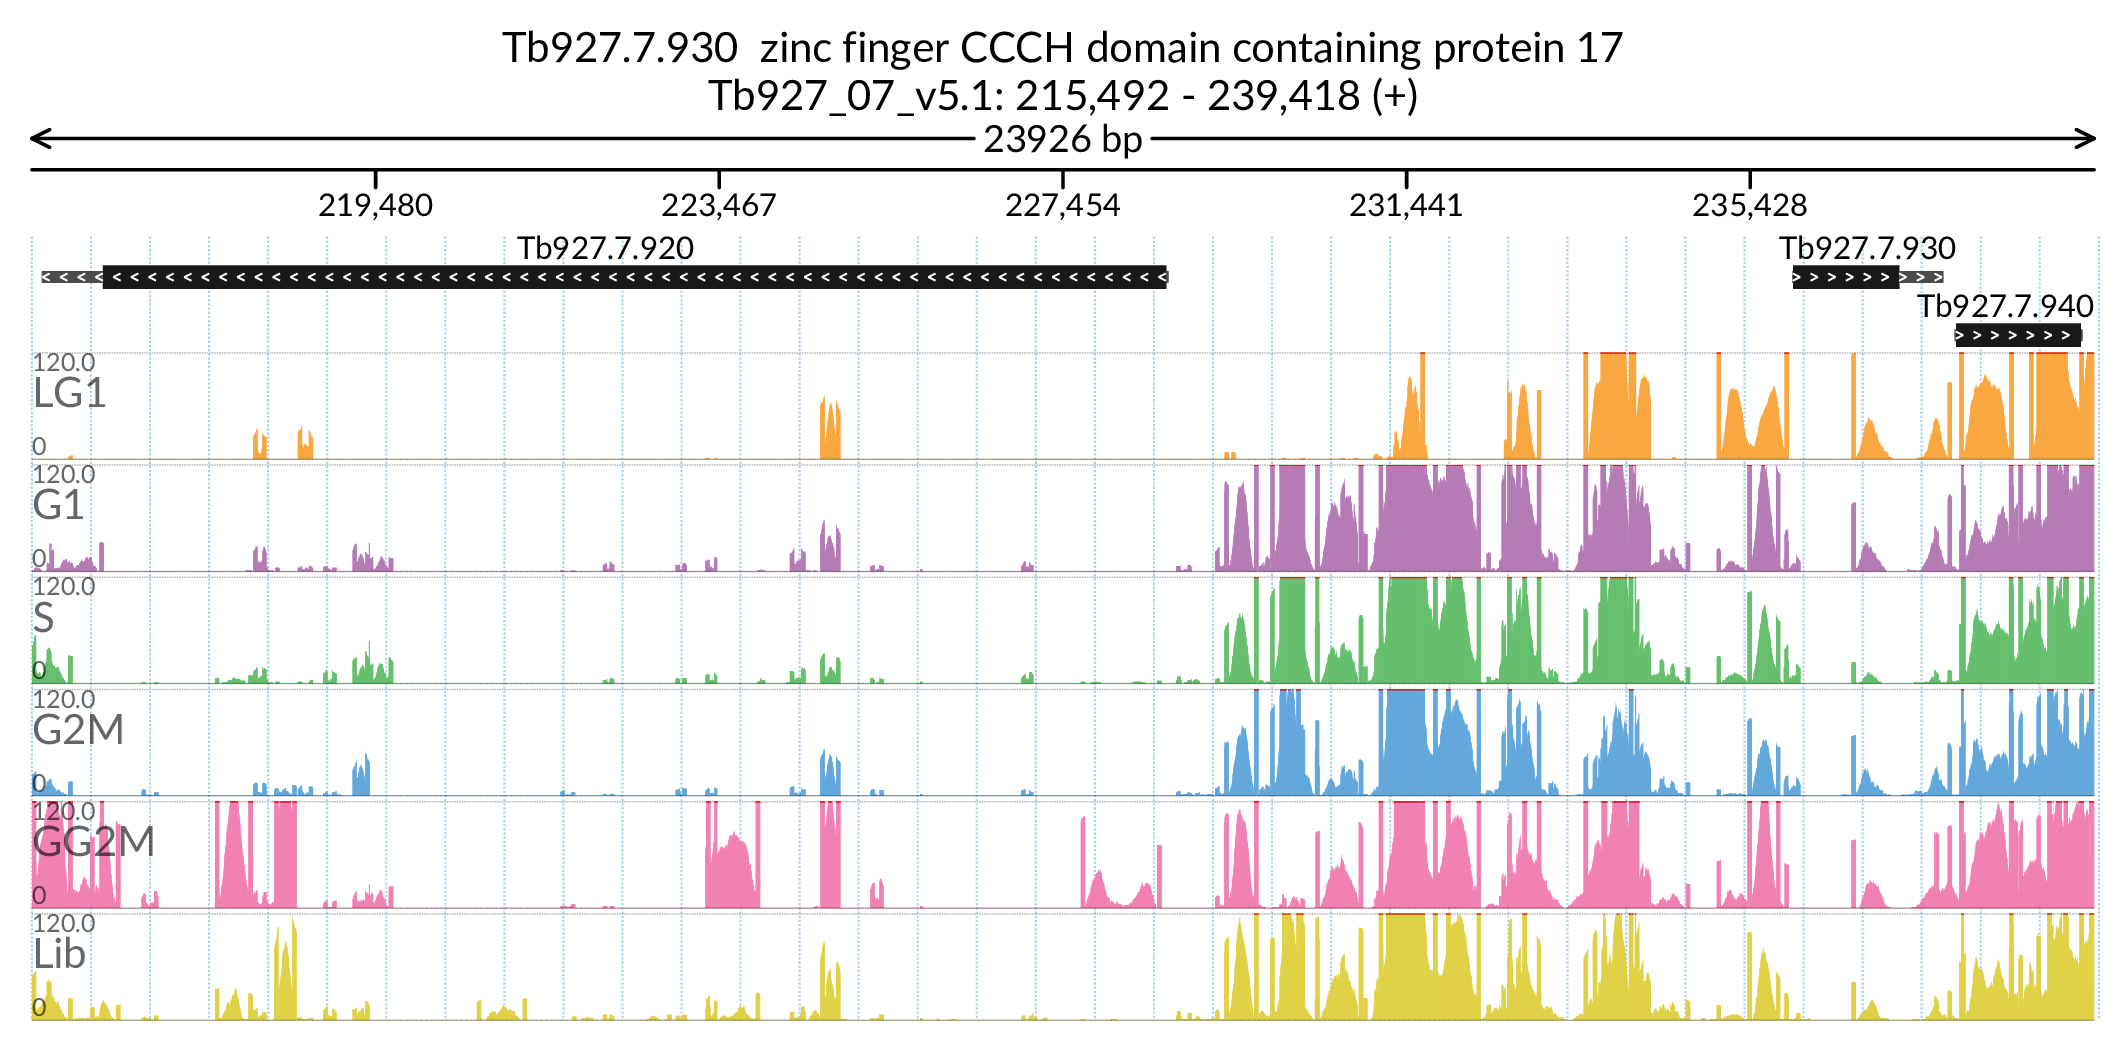 Tb927.7.930  zinc finger CCCH domain containing protein 17
Tb927_07_v5.1: 215,492 - 239,418 (+)
23926 bp
219,480 223,467 227,454 231,441 235,428
Tb927.7.920 Tb927.7.930
Tb927.7.940
120.0
LG1
0
120.0
G1
0
120.0
S
0
120.0
G2M
0
120.0
GG2M
0
120.0
Lib
0